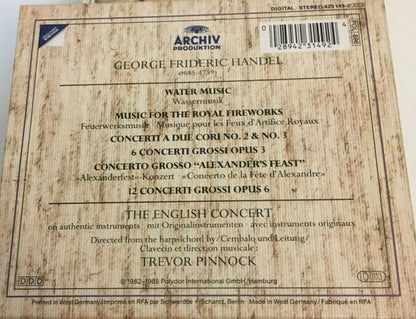 DIGITAL · STEREO 423 149-2
ARCHIV
PRODUKTION
0 28942 31492 4
GEORGE FRIDERIC HANDEL
(1685–1759)
WATER MUSIC
Wassermusik
MUSIC FOR THE ROYAL FIREWORKS
Feuerwerksmusik · Musique pour les Feux d'Artifice Royaux
CONCERTI A DUE CORI NO. 2 & NO. 3
6 CONCERTI GROSSI OPUS 3
CONCERTO GROSSO "ALEXANDER'S FEAST"
»Alexanderfest«-Konzert · »Concerto de la Fête d'Alexandre«
12 CONCERTI GROSSI OPUS 6
THE ENGLISH CONCERT
on authentic instruments · mit Originalinstrumenten · avec instruments originaux
Directed from the harpsichord by / Cembalo und Leitung /
Clavecin et direction musicale :
TREVOR PINNOCK
DDD
℗ 1982–1985 Polydor International GmbH / Hamburg
Printed in West Germany / Imprimé en RFA par Schwerdtle + Schantz, Berlin · Made in West Germany / Fabriqué en RFA